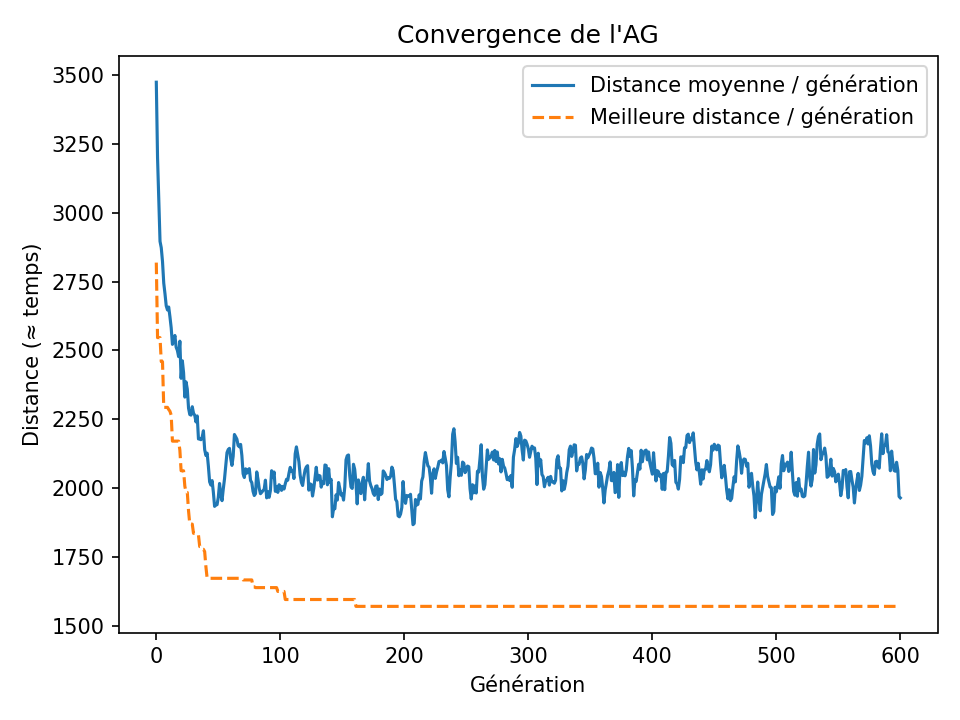 Convergence de l'AG
Distance moyenne / génération
Meilleure distance / génération
Distance (≈ temps)
3500
3250
3000
2750
2500
2250
2000
1750
1500
0 100 200 300 400 500 600
Génération